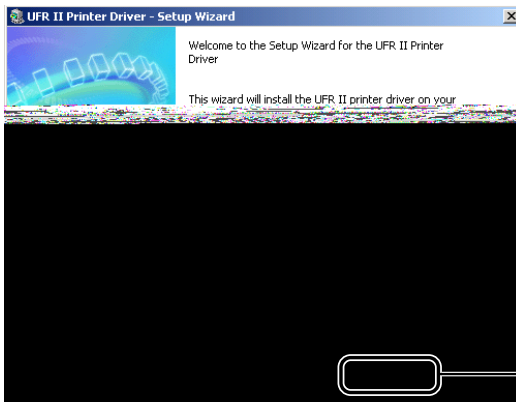 UFR II Printer Driver - Setup Wizard
Welcome to the Setup Wizard for the UFR II Printer
Driver
This wizard will install the UFR II printer driver on your